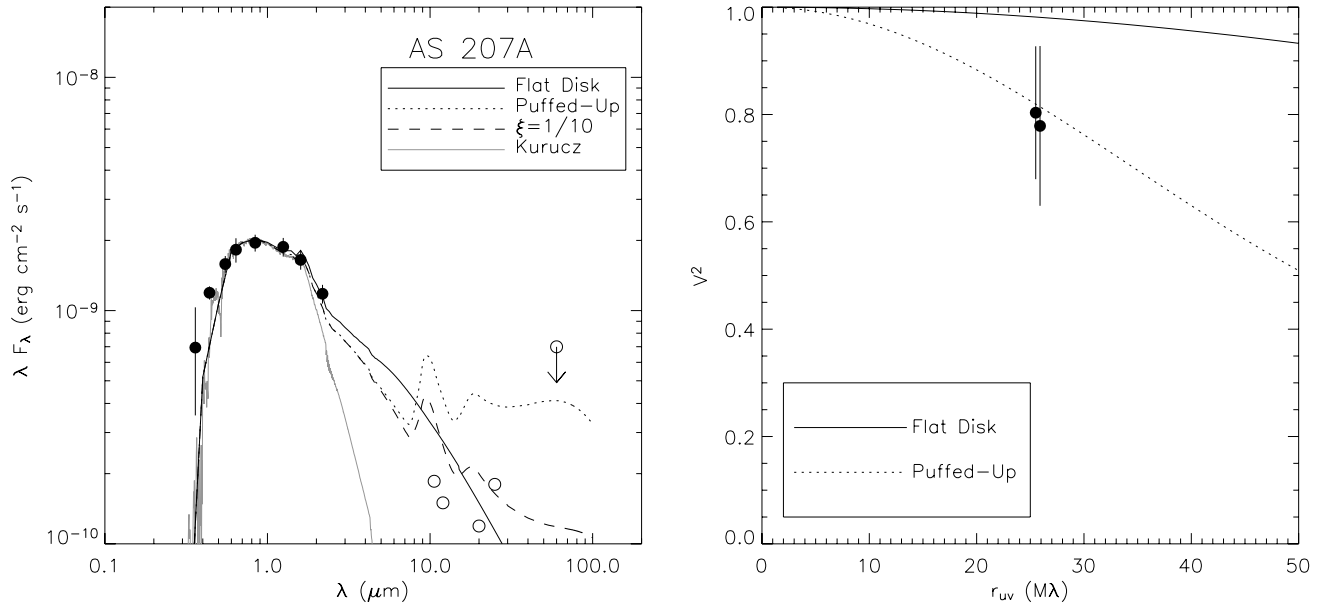 AS 207A
Flat Disk
Puffed-Up
ξ=1/10
Kurucz
10⁻⁸
10⁻⁹
10⁻¹⁰
λ Fλ (erg cm⁻² s⁻¹)
0.1 1.0 10.0 100.0
λ (μm)
1.0
0.8
0.6
0.4
0.2
0.0
V²
Flat Disk
Puffed-Up
0 10 20 30 40 50
r_uv (Mλ)